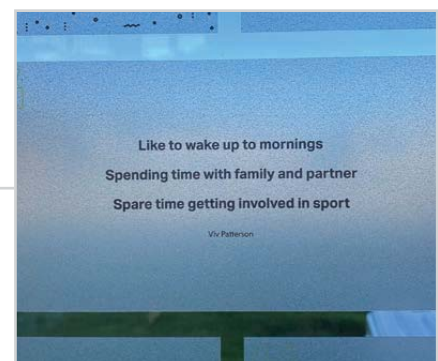 Like to wake up to mornings
Spending time with family and partner
Spare time getting involved in sport
Viv Patterson